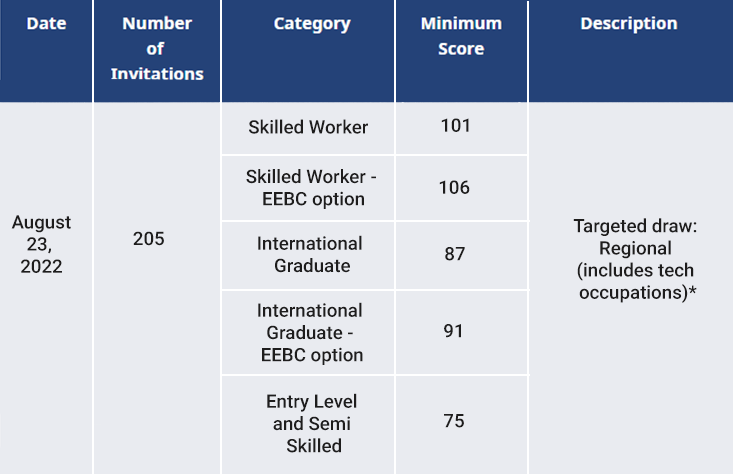 Date
Number
of
Invitations
Category
Minimum
Score
Description
August
23,
2022
205
Skilled Worker
101
Skilled Worker -
EEBC option
106
International
Graduate
87
International
Graduate -
EEBC option
91
Entry Level
and Semi
Skilled
75
Targeted draw:
Regional
(includes tech
occupations)*